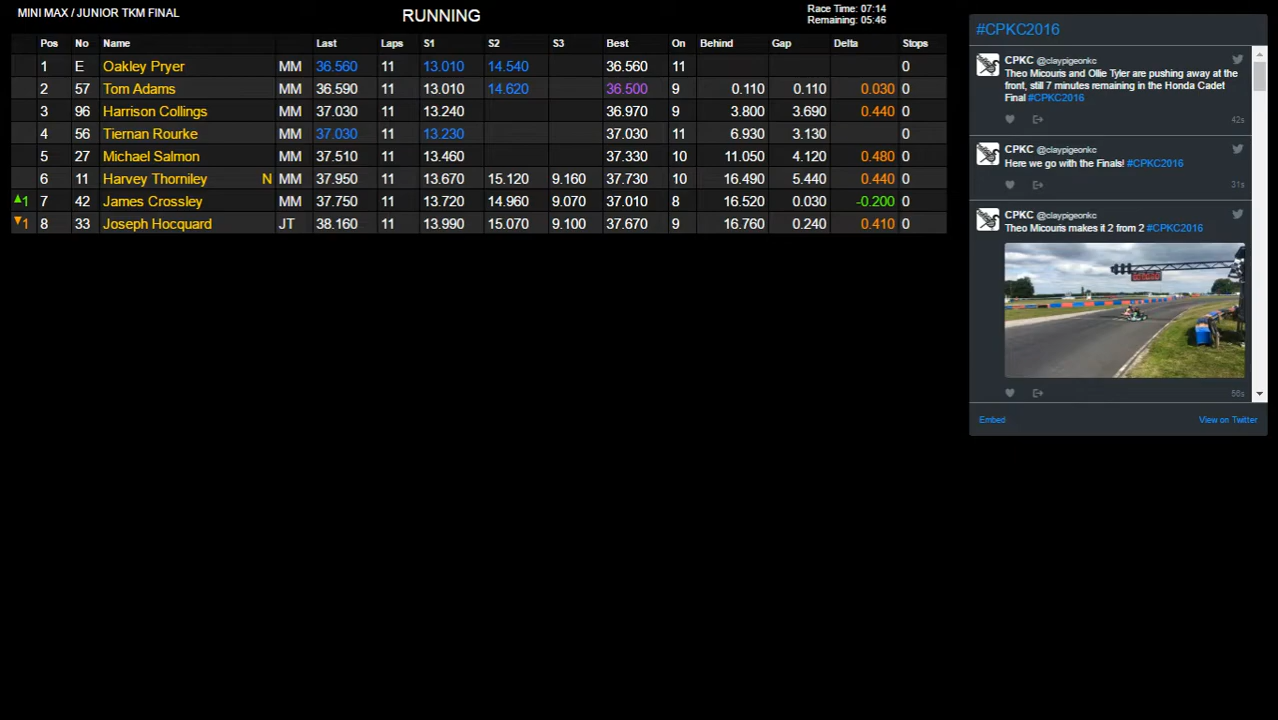 MINI MAX / JUNIOR TKM FINAL
RUNNING
Race Time: 07:14
Remaining: 05:46
Pos No Name Last Laps S1 S2 S3 Best On Behind Gap Delta Stops
1 E Oakley Pryer MM 36.560 11 13.010 14.540 36.560 11 0
2 57 Tom Adams MM 36.590 11 13.010 14.620 36.500 9 0.110 0.110 0.030 0
3 96 Harrison Collings MM 37.030 11 13.240 36.970 9 3.800 3.690 0.440 0
4 56 Tiernan Rourke MM 37.030 11 13.230 37.030 11 6.930 3.130 0
5 27 Michael Salmon MM 37.510 11 13.460 37.330 10 11.050 4.120 0.480 0
6 11 Harvey Thorniley N MM 37.950 11 13.670 15.120 9.160 37.730 10 16.490 5.440 0.440 0
1 7 42 James Crossley MM 37.750 11 13.720 14.960 9.070 37.010 8 16.520 0.030 -0.200 0
1 8 33 Joseph Hocquard JT 38.160 11 13.990 15.070 9.100 37.670 9 16.760 0.240 0.410 0
#CPKC2016
CPKC @claypigeonkc
Theo Micouris and Ollie Tyler are pushing away at the
front, still 7 minutes remaining in the Honda Cadet
Final #CPKC2016
42s
CPKC @claypigeonkc
Here we go with the Finals! #CPKC2016
31s
CPKC @claypigeonkc
Theo Micouris makes it 2 from 2 #CPKC2016
56s
Embed
View on Twitter